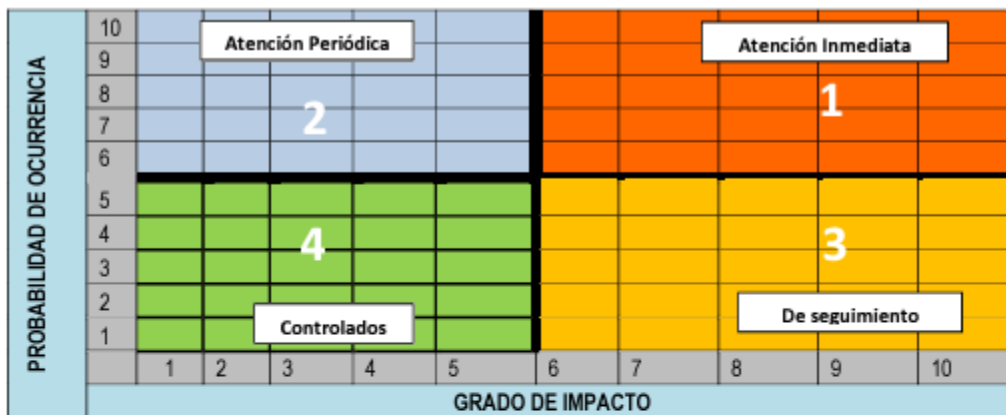 PROBABILIDAD DE OCURRENCIA
10
Atención Periódica
Atención Inmediata
9
8
2
1
7
6
5
4
4
3
3
2
De seguimiento
Controlados
1
1 2 3 4 5 6 7 8 9 10
GRADO DE IMPACTO